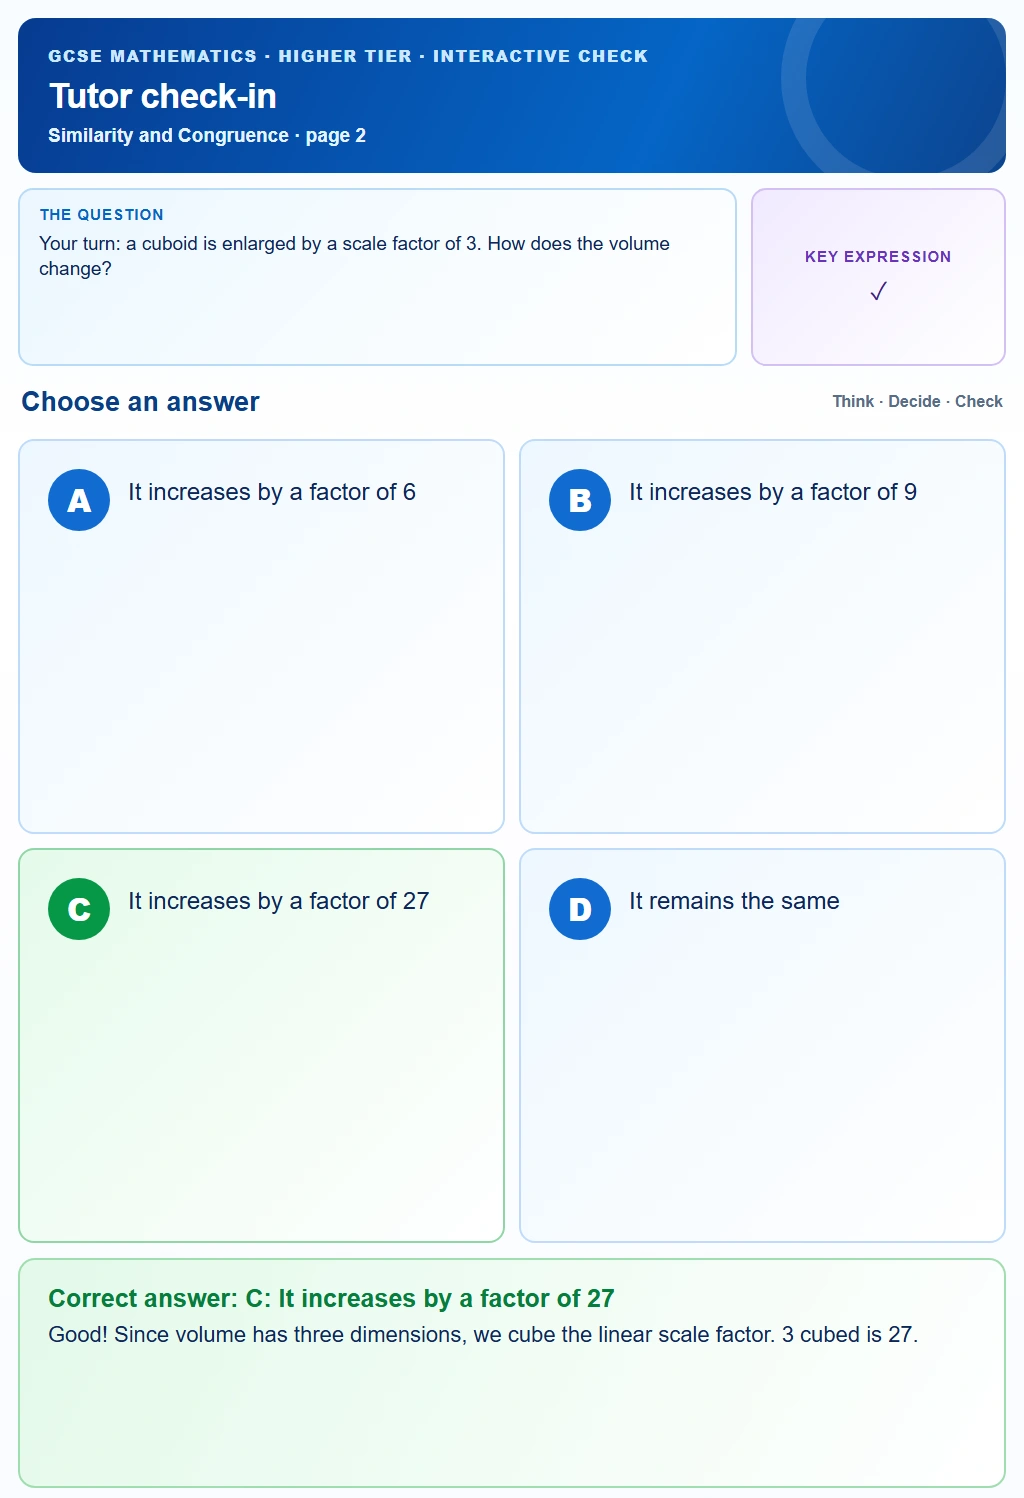 GCSE MATHEMATICS · HIGHER TIER · INTERACTIVE CHECK
Tutor check-in
Similarity and Congruence · page 2
THE QUESTION
Your turn: a cuboid is enlarged by a scale factor of 3. How does the volume
change?
KEY EXPRESSION
✓
Choose an answer
Think · Decide · Check
A It increases by a factor of 6
B It increases by a factor of 9
C It increases by a factor of 27
D It remains the same
Correct answer: C: It increases by a factor of 27
Good! Since volume has three dimensions, we cube the linear scale factor. 3 cubed is 27.